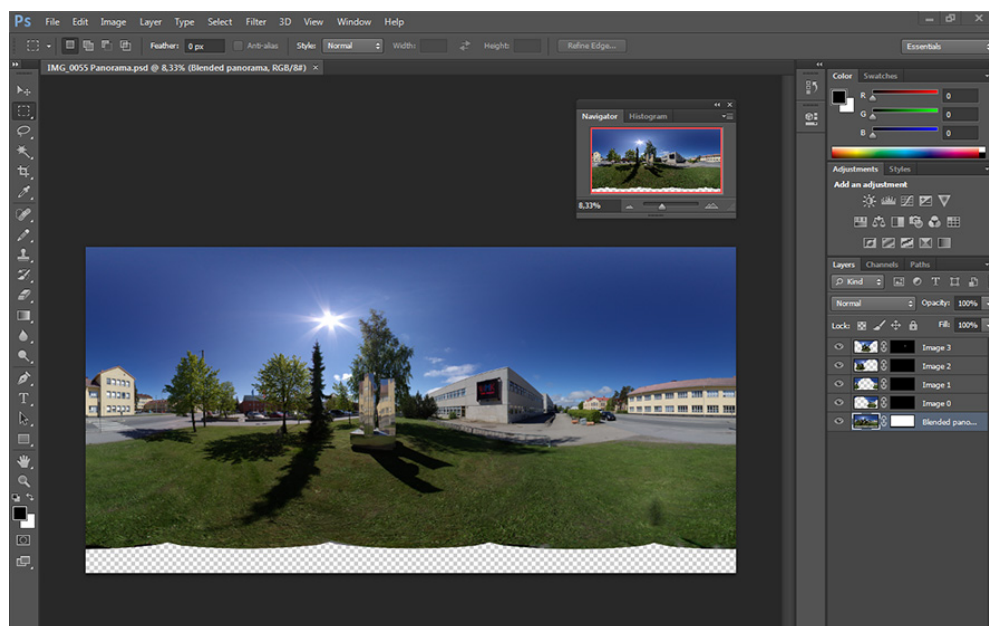 Ps File Edit Image Layer Type Select Filter 3D View Window Help
Feather: 0 px Anti-alias Style: Normal Width: Height: Refine Edge... Essentials
IMG_0055 Panorama.psd @ 8,33% (Blended panorama, RGB/8#) ×
Navigator Histogram
8,33%
Color Swatches
R 0
G 0
B 0
Adjustments Styles
Add an adjustment
Layers Channels Paths
Kind
Normal Opacity: 100%
Lock: Fill: 100%
Image 3
Image 2
Image 1
Image 0
Blended pano...